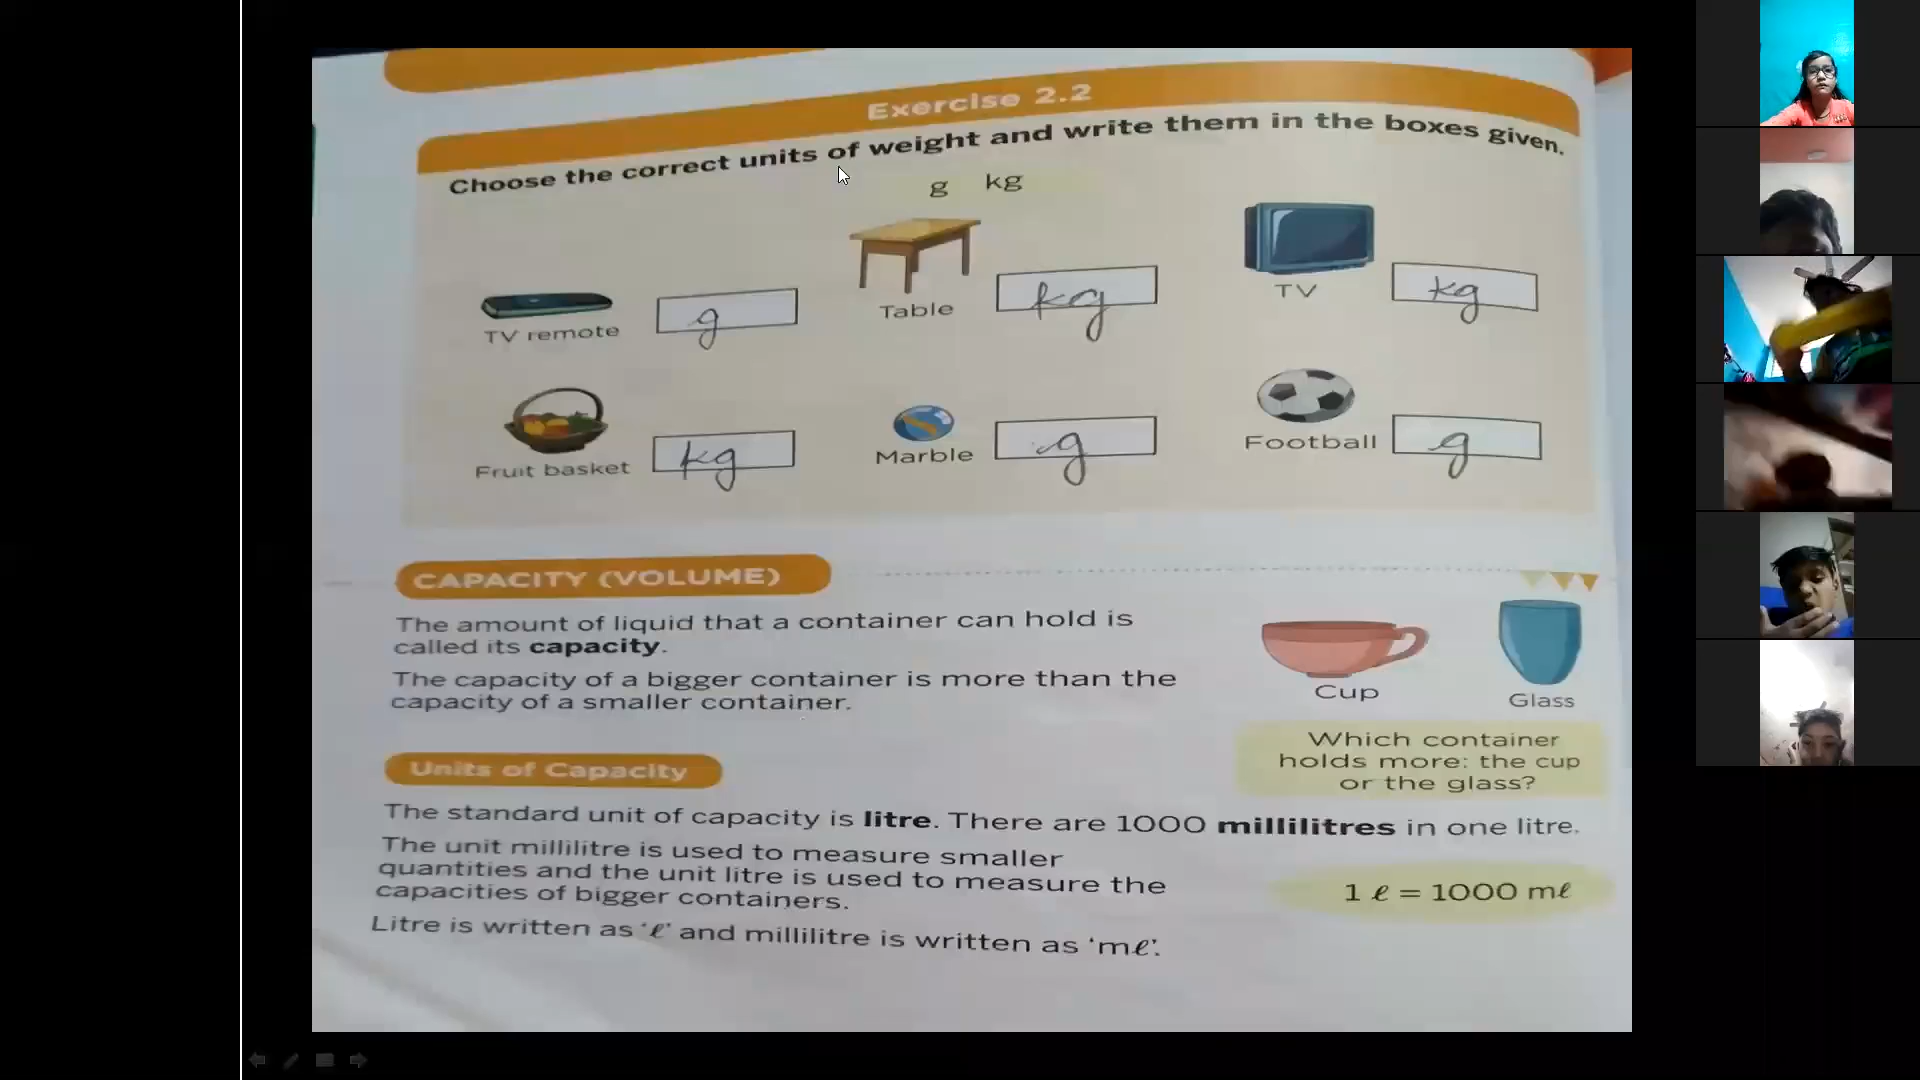 Exercise 2.2
Choose the correct units of weight and write them in the boxes given.
g kg
TV remote g Table kg TV kg
Fruit basket kg Marble g Football g
CAPACITY (VOLUME)
The amount of liquid that a container can hold is
called its capacity.
The capacity of a bigger container is more than the
capacity of a smaller container.
Cup Glass
Which container
holds more: the cup
or the glass?
Units of Capacity
The standard unit of capacity is litre. There are 1000 millilitres in one litre.
The unit millilitre is used to measure smaller
quantities and the unit litre is used to measure the
capacities of bigger containers.
1 ℓ = 1000 mℓ
Litre is written as ‘ℓ’ and millilitre is written as ‘mℓ’.